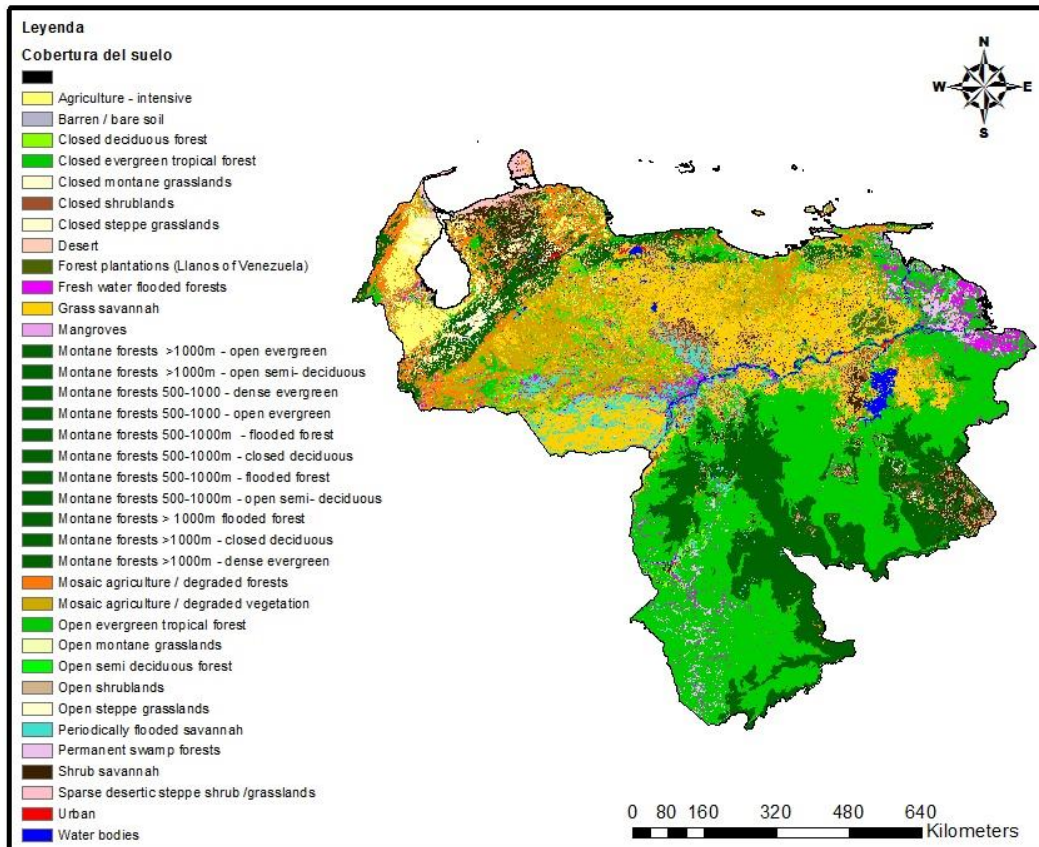 Leyenda
Cobertura del suelo
Agriculture - intensive
Barren / bare soil
Closed deciduous forest
Closed evergreen tropical forest
Closed montane grasslands
Closed shrublands
Closed steppe grasslands
Desert
Forest plantations (Llanos of Venezuela)
Fresh water flooded forests
Grass savannah
Mangroves
Montane forests >1000m - open evergreen
Montane forests >1000m - open semi- deciduous
Montane forests 500-1000 - dense evergreen
Montane forests 500-1000 - open evergreen
Montane forests 500-1000m - flooded forest
Montane forests 500-1000m - closed deciduous
Montane forests 500-1000m - flooded forest
Montane forests 500-1000m - open semi- deciduous
Montane forests > 1000m flooded forest
Montane forests >1000m - closed deciduous
Montane forests >1000m - dense evergreen
Mosaic agriculture / degraded forests
Mosaic agriculture / degraded vegetation
Open evergreen tropical forest
Open montane grasslands
Open semi deciduous forest
Open shrublands
Open steppe grasslands
Periodically flooded savannah
Permanent swamp forests
Shrub savannah
Sparse desertic steppe shrub /grasslands
Urban
Water bodies
N
W E
S
0 80 160 320 480 640
Kilometers